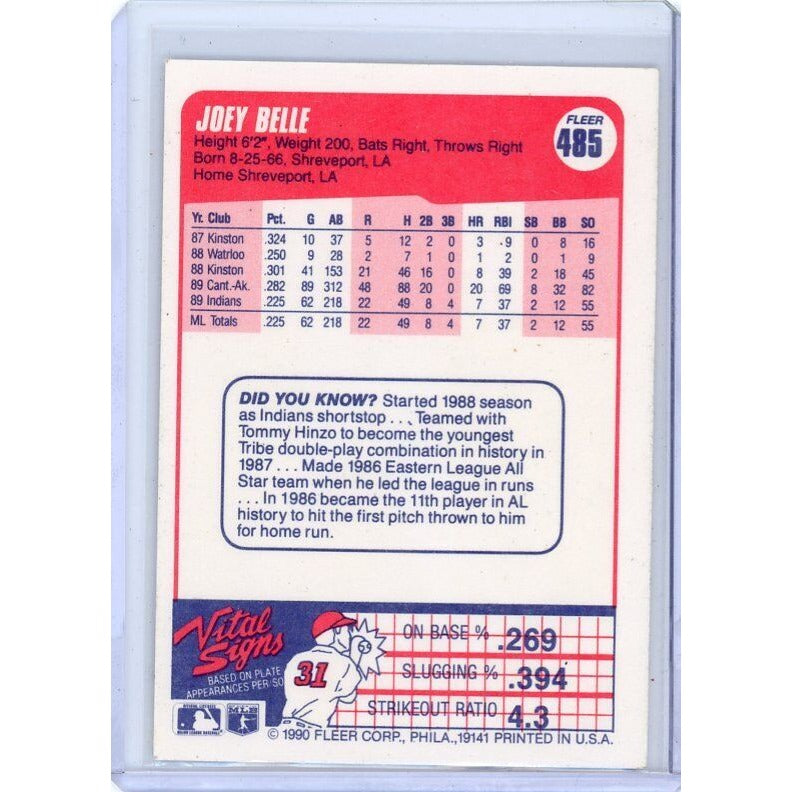 JOEY BELLE
FLEER
485
Height 6'2", Weight 200, Bats Right, Throws Right
Born 8-25-66, Shreveport, LA
Home Shreveport, LA
Yr. Club Pct. G AB R H 2B 3B HR RBI SB BB SO
87 Kinston .324 10 37 5 12 2 0 3 .9 0 8 16
88 Watrloo .250 9 28 2 7 1 0 1 2 0 1 9
88 Kinston .301 41 153 21 46 16 0 8 39 2 18 45
89 Cant.-Ak. .282 89 312 48 88 20 0 20 69 8 32 82
89 Indians .225 62 218 22 49 8 4 7 37 2 12 55
ML Totals .225 62 218 22 49 8 4 7 37 2 12 55
DID YOU KNOW? Started 1988 season
as Indians shortstop . . . Teamed with
Tommy Hinzo to become the youngest
Tribe double-play combination in history in
1987 . . . Made 1986 Eastern League All
Star team when he led the league in runs
. . . In 1986 became the 11th player in AL
history to hit the first pitch thrown to him
for home run.
Vital
Signs
BASED ON PLATE
APPEARANCES PER SO
31
ON BASE % .269
SLUGGING % .394
STRIKEOUT RATIO 4.3
MLB
© 1990 FLEER CORP., PHILA., 19141 PRINTED IN U.S.A.